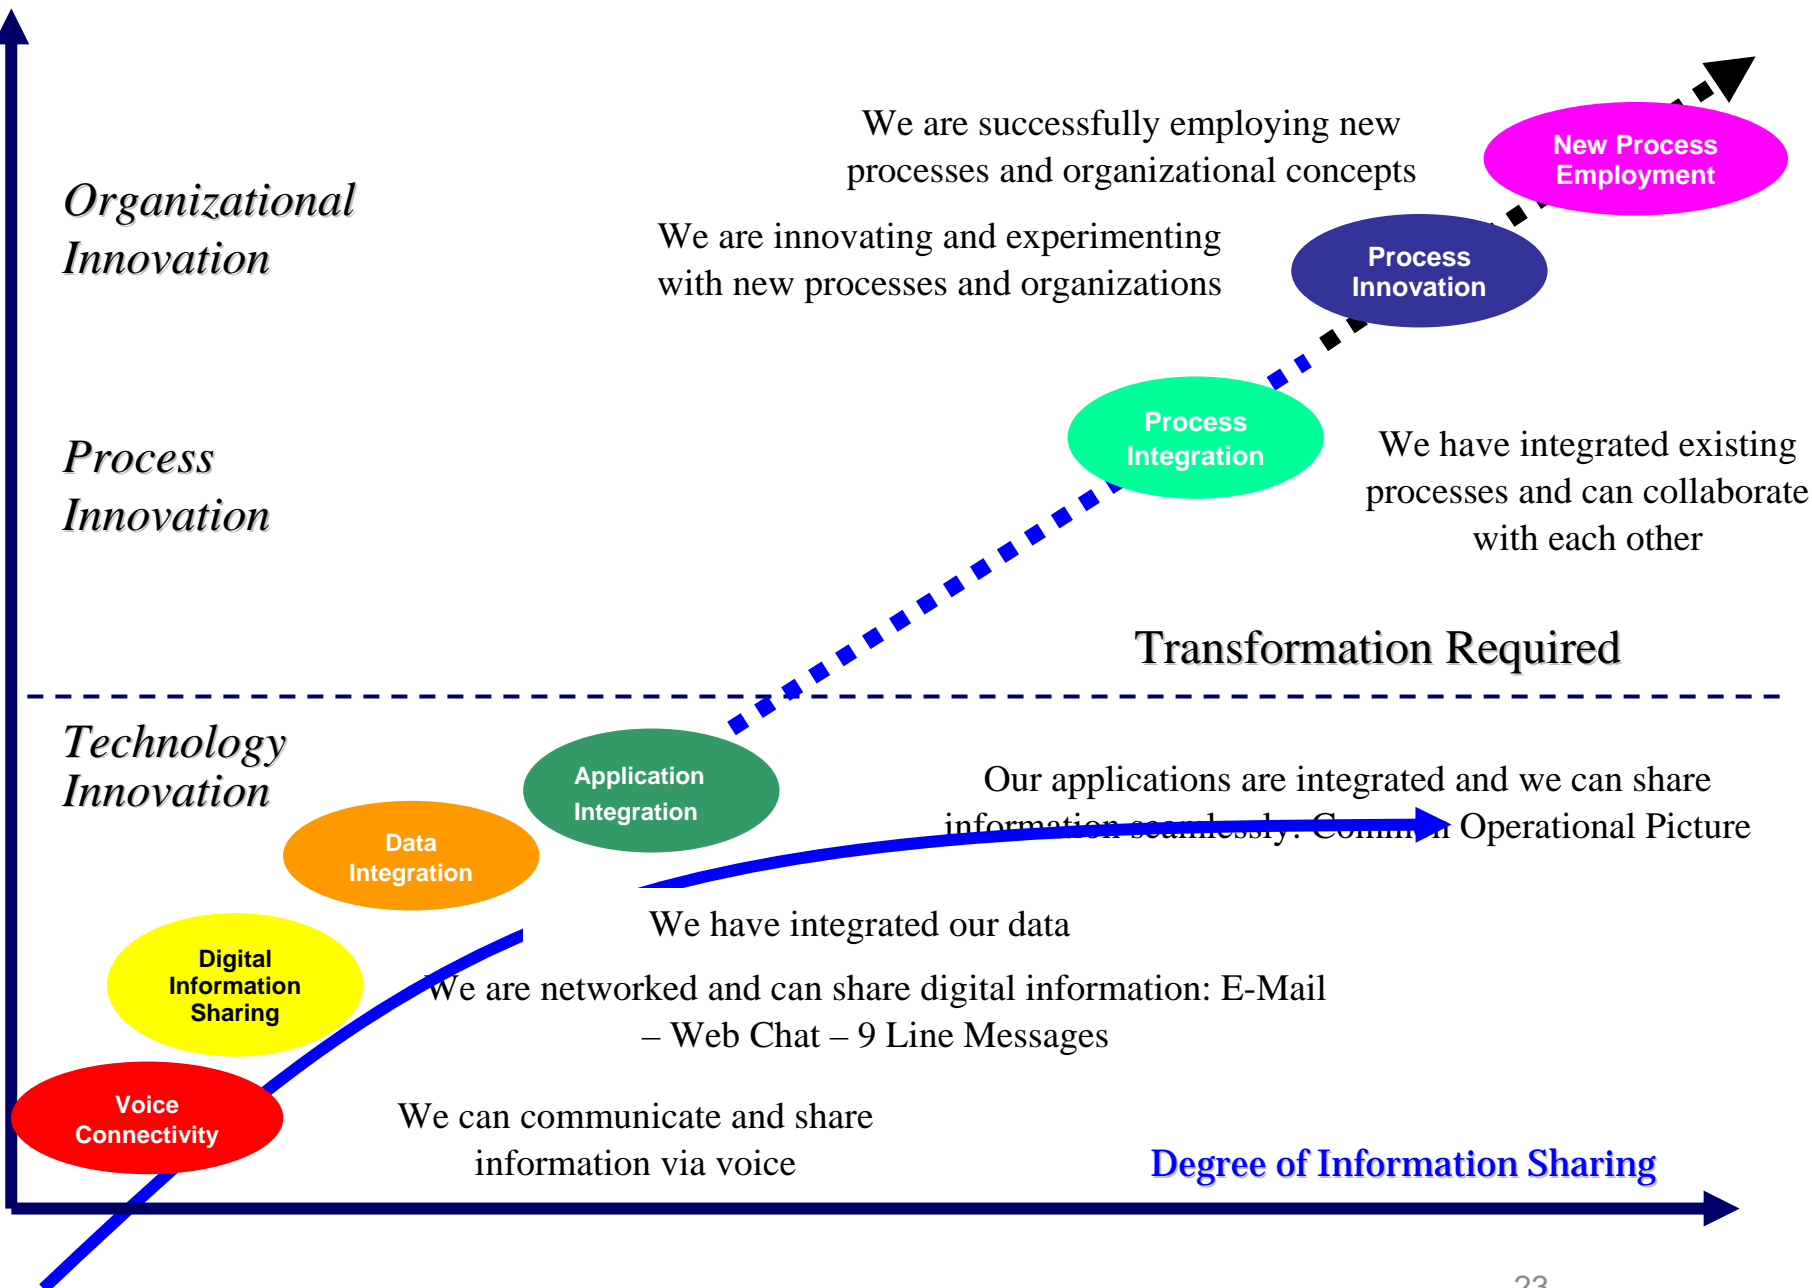 We are successfully employing new
processes and organizational concepts
New Process
Employment
Organizational
Innovation
We are innovating and experimenting
with new processes and organizations
Process
Innovation
Process
Integration
Process
Innovation
We have integrated existing
processes and can collaborate
with each other
Transformation Required
Technology
Innovation
Application
Integration
Our applications are integrated and we can share
information seamlessly: Common Operational Picture
Data
Integration
We have integrated our data
Digital
Information
Sharing
We are networked and can share digital information: E-Mail
– Web Chat – 9 Line Messages
Voice
Connectivity
We can communicate and share
information via voice
Degree of Information Sharing
23